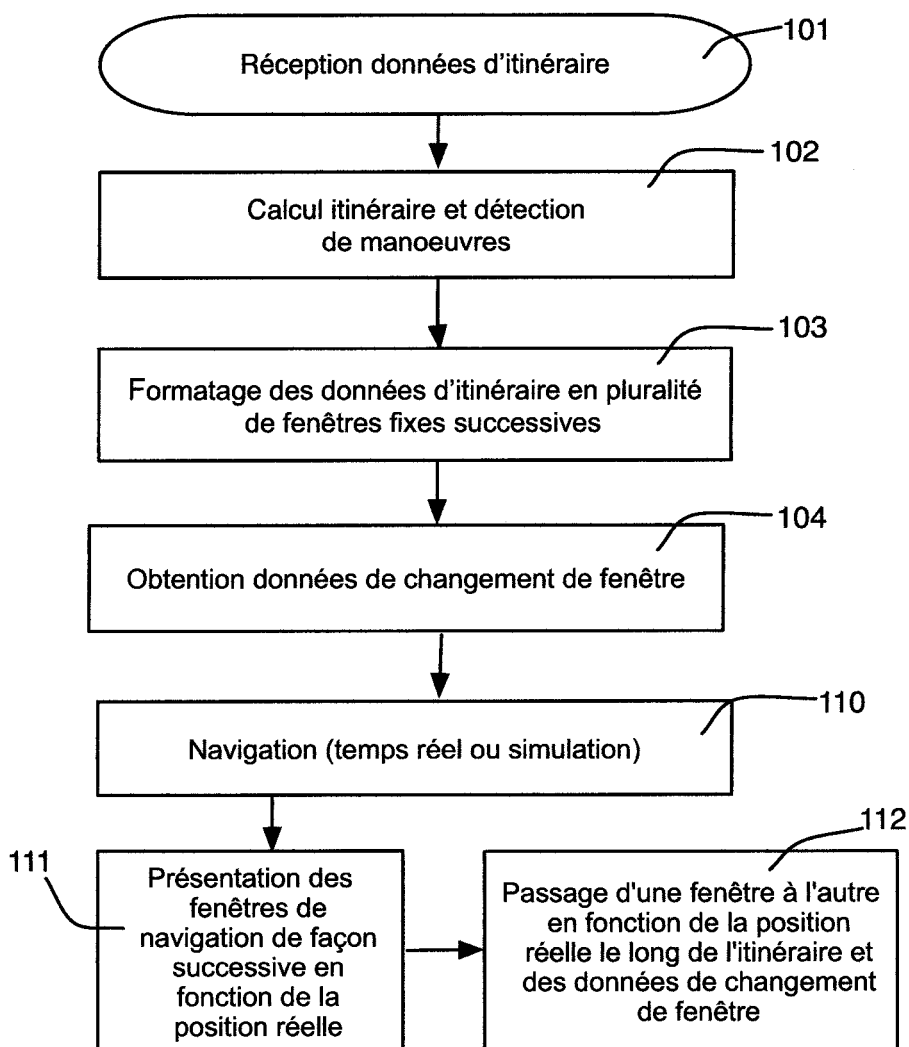 101
Réception données d'itinéraire
102
Calcul itinéraire et détection
de manoeuvres
103
Formatage des données d'itinéraire en pluralité
de fenêtres fixes successives
104
Obtention données de changement de fenêtre
110
Navigation (temps réel ou simulation)
111
Présentation des
fenêtres de
navigation de façon
successive en
fonction de la
position réelle
112
Passage d'une fenêtre à l'autre
en fonction de la position
réelle le long de l'itinéraire et
des données de changement
de fenêtre